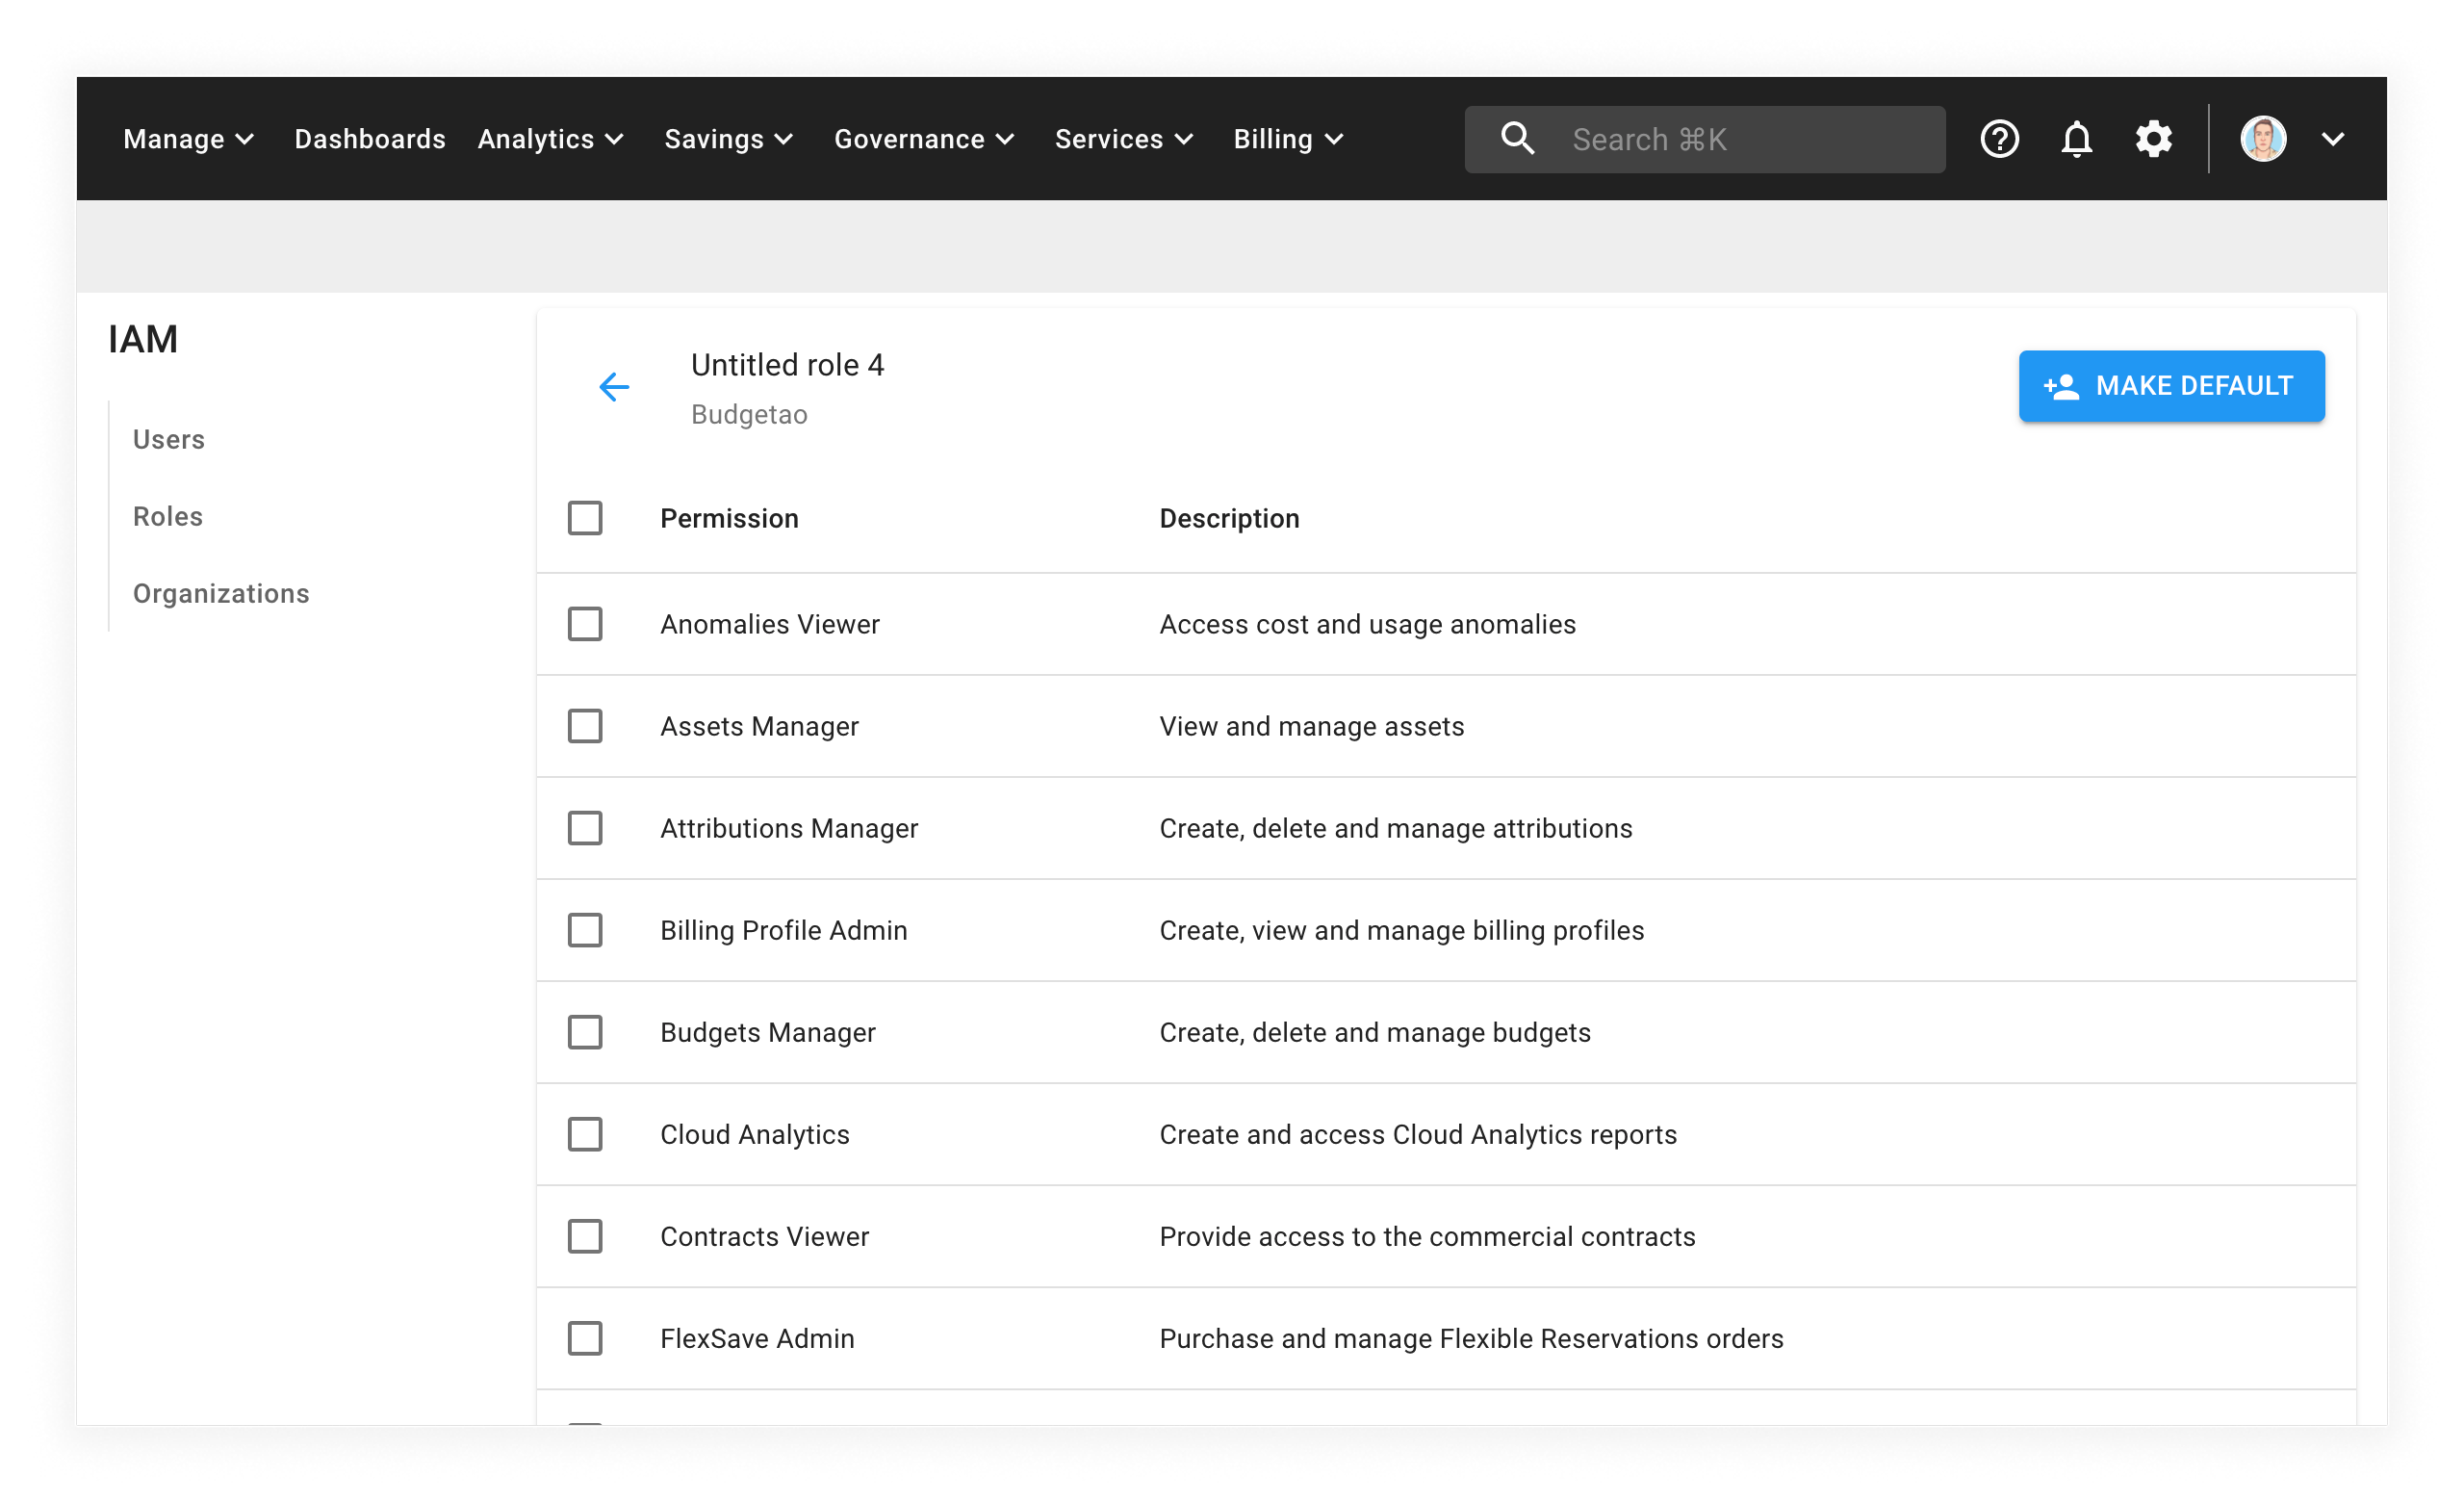 Manage Dashboards Analytics Savings Governance Services Billing Search ⌘K
IAM
Users
Roles
Organizations
Untitled role 4
Budgetao
MAKE DEFAULT
Permission Description
Anomalies Viewer Access cost and usage anomalies
Assets Manager View and manage assets
Attributions Manager Create, delete and manage attributions
Billing Profile Admin Create, view and manage billing profiles
Budgets Manager Create, delete and manage budgets
Cloud Analytics Create and access Cloud Analytics reports
Contracts Viewer Provide access to the commercial contracts
FlexSave Admin Purchase and manage Flexible Reservations orders